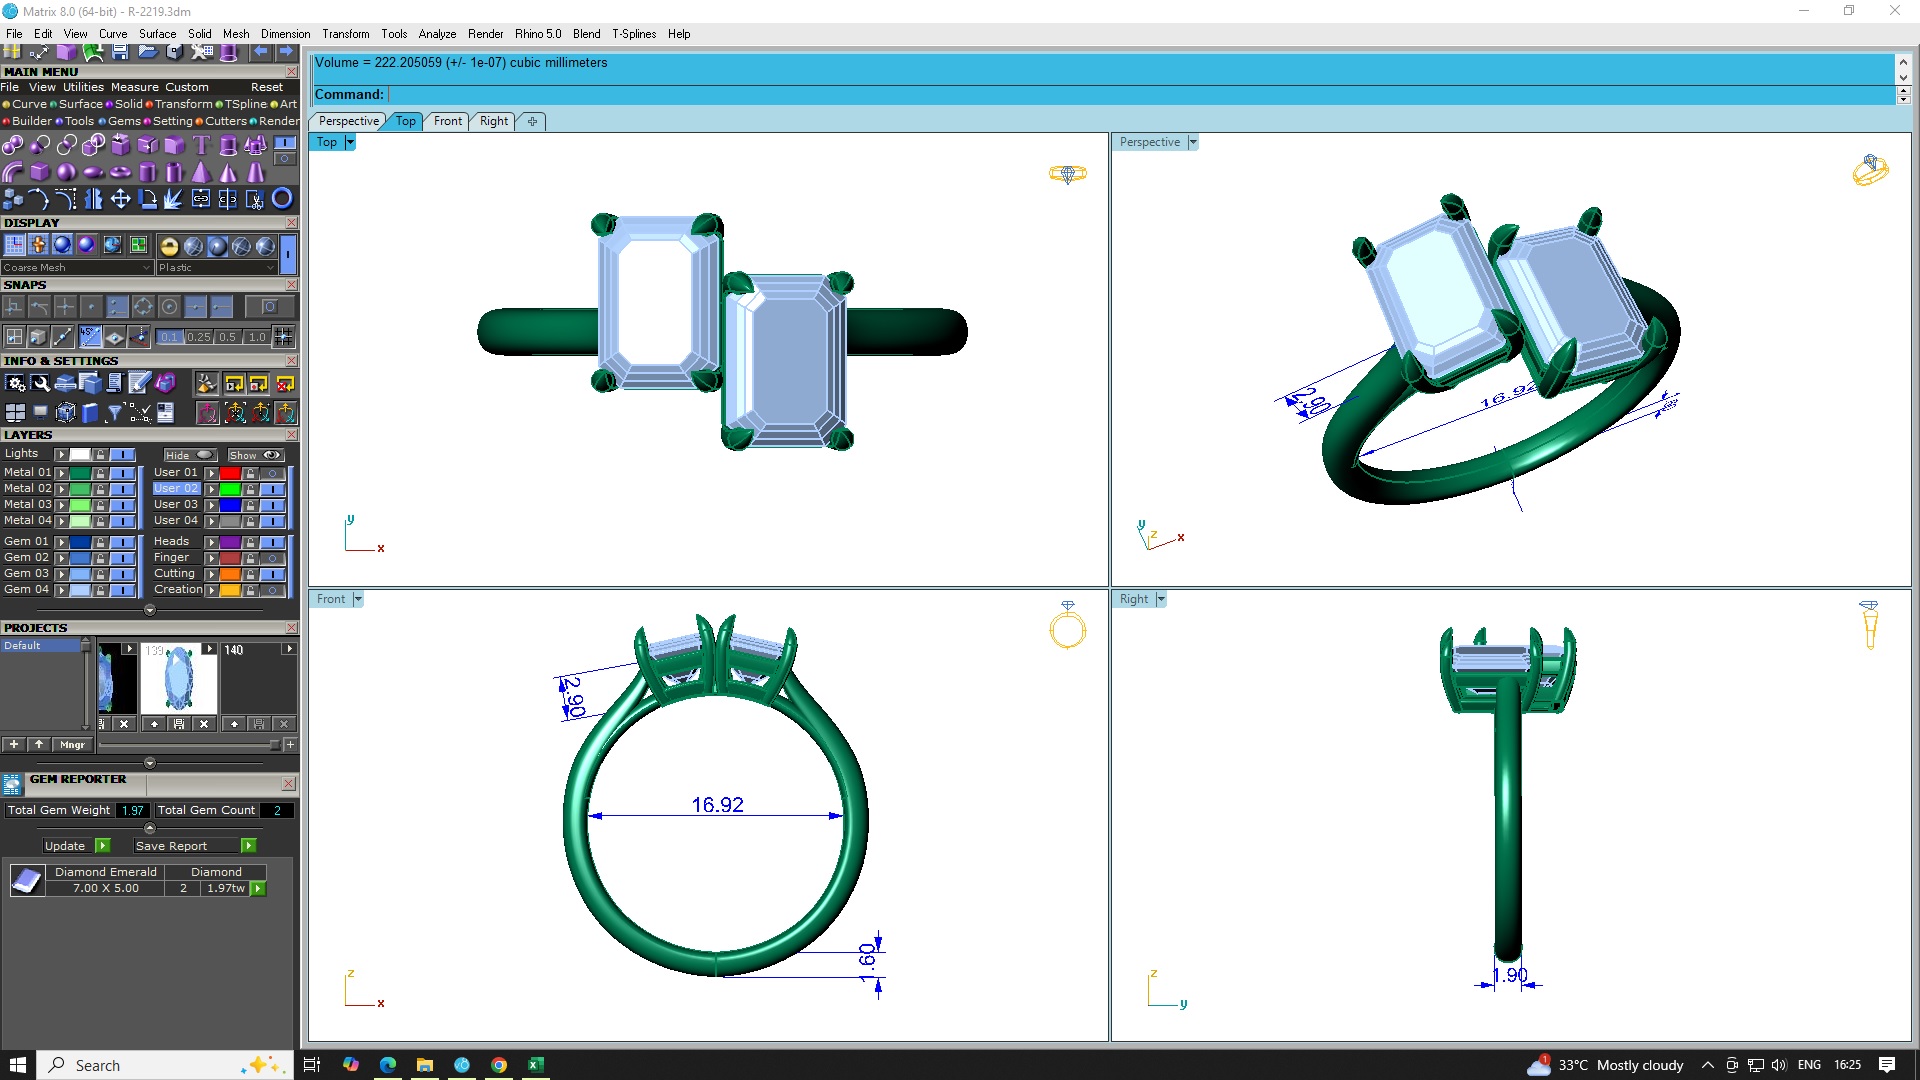 Matrix 8.0 (64-bit) - R-2219.3dm
File Edit View Curve Surface Solid Mesh Dimension Transform Tools Analyze Render Rhino 5.0 Blend T-Splines Help
Volume = 222.205059 (+/- 1e-07) cubic millimeters
Command:
Perspective Top Front Right
MAIN MENU
File View Utilities Measure Custom Reset
Curve Surface Solid Transform TSpline Art
Builder Tools Gems Setting Cutters Render
DISPLAY
Coarse Mesh Plastic
SNAPS
45°
0.1 0.25 0.5 1.0
INFO & SETTINGS
LAYERS
Lights Hide Show
Metal 01 User 01
Metal 02 User 02
Metal 03 User 03
Metal 04 User 04
Gem 01 Heads
Gem 02 Finger
Gem 03 Cutting
Gem 04 Creation
PROJECTS
Default
139 140
Mngr
GEM REPORTER
Total Gem Weight 1.97 Total Gem Count 2
Update Save Report
Diamond Emerald Diamond
7.00 X 5.00 2 1.97tw
Top
y
x
Perspective
2.90
16.92
y
z
x
Front
2.90
16.92
1.60
z
x
Right
1.90
z
y
Search
1
33°C Mostly cloudy
ENG
16:25